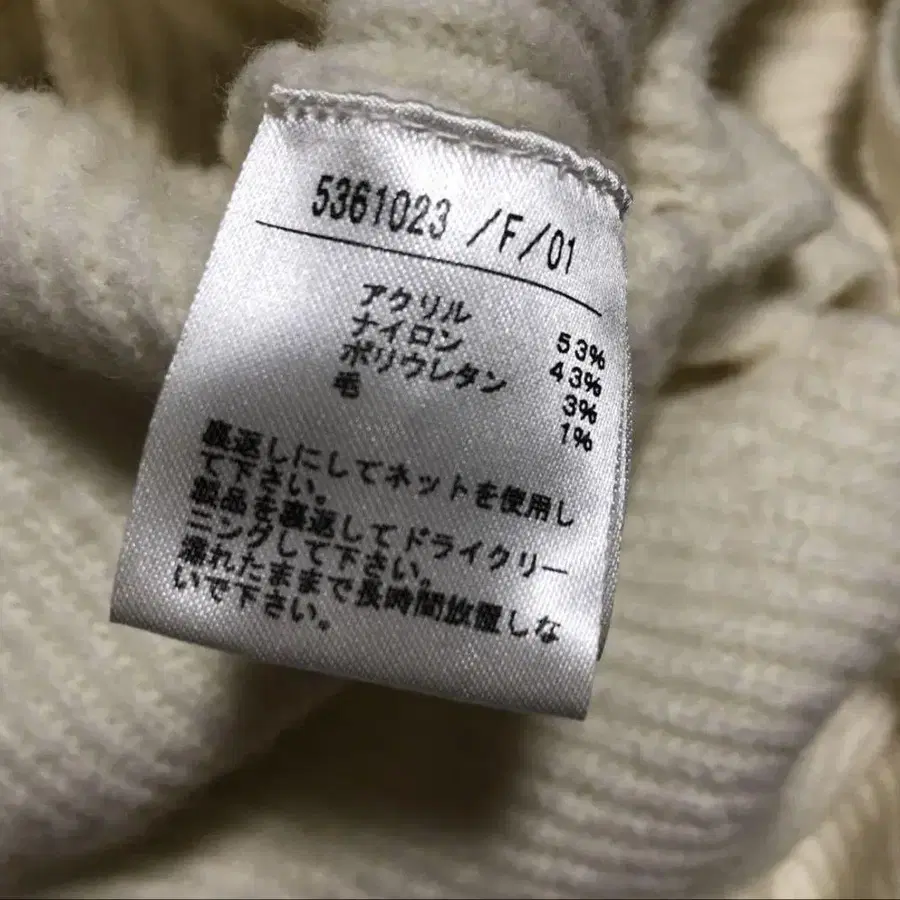 5361023 /F/01
アクリル 53%
ナイロン 43%
ポリウレタン 3%
毛 1%
裏返しにしてネットを使用し
て下さい。
製品を裏返してドライクリー
ニングして下さい。
濡れたままで長時間放置しな
いで下さい。